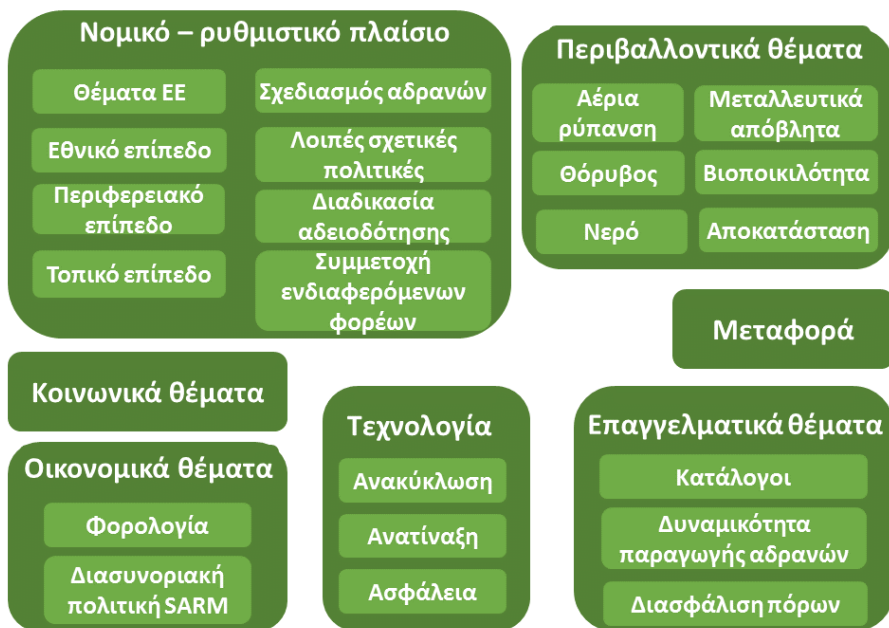 Νομικό – ρυθμιστικό πλαίσιο
Θέματα ΕΕ
Εθνικό επίπεδο
Περιφερειακό
επίπεδο
Τοπικό επίπεδο
Σχεδιασμός αδρανών
Λοιπές σχετικές
πολιτικές
Διαδικασία
αδειοδότησης
Συμμετοχή
ενδιαφερόμενων
φορέων
Περιβαλλοντικά θέματα
Αέρια
ρύπανση
Θόρυβος
Νερό
Μεταλλευτικά
απόβλητα
Βιοποικιλότητα
Αποκατάσταση
Μεταφορά
Κοινωνικά θέματα
Οικονομικά θέματα
Φορολογία
Διασυνοριακή
πολιτική SARM
Τεχνολογία
Ανακύκλωση
Ανατίναξη
Ασφάλεια
Επαγγελματικά θέματα
Κατάλογοι
Δυναμικότητα
παραγωγής αδρανών
Διασφάλιση πόρων